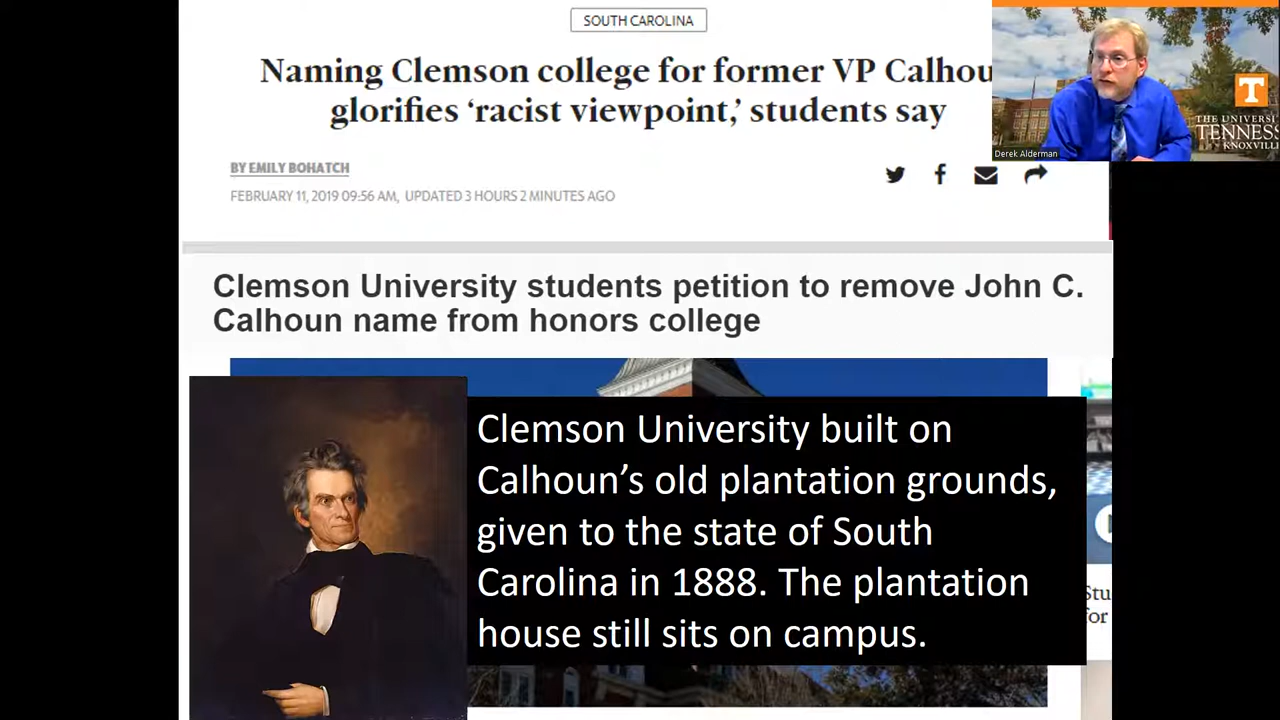 SOUTH CAROLINA
Naming Clemson college for former VP Calhou
glorifies ‘racist viewpoint,’ students say
BY EMILY BOHATCH
FEBRUARY 11, 2019 09:56 AM, UPDATED 3 HOURS 2 MINUTES AGO
T
THE UNIVERSI
TENNESS
KNOXVILL
Derek Alderman
Clemson University students petition to remove John C.
Calhoun name from honors college
Clemson University built on
Calhoun’s old plantation grounds,
given to the state of South
Carolina in 1888. The plantation
house still sits on campus.
Stu
for